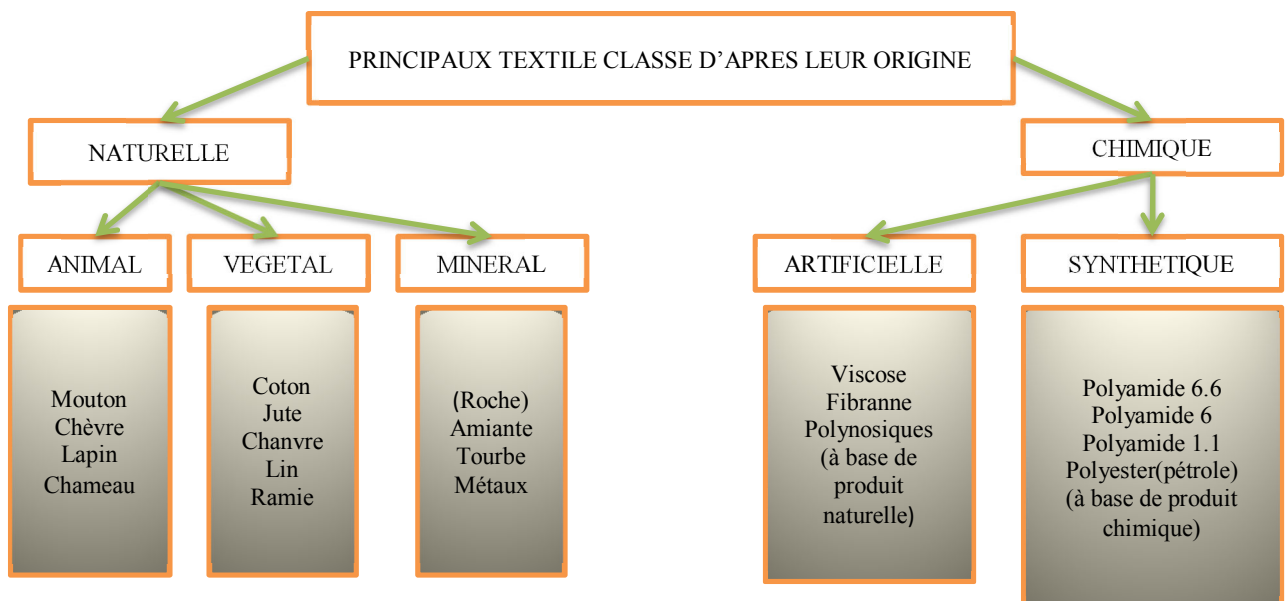 PRINCIPAUX TEXTILE CLASSE D’APRES LEUR ORIGINE
NATURELLE
CHIMIQUE
ANIMAL
VEGETAL
MINERAL
ARTIFICIELLE
SYNTHETIQUE
Mouton
Chèvre
Lapin
Chameau
Coton
Jute
Chanvre
Lin
Ramie
(Roche)
Amiante
Tourbe
Métaux
Viscose
Fibranne
Polynosiques
(à base de
produit
naturelle)
Polyamide 6.6
Polyamide 6
Polyamide 1.1
Polyester(pétrole)
(à base de produit
chimique)